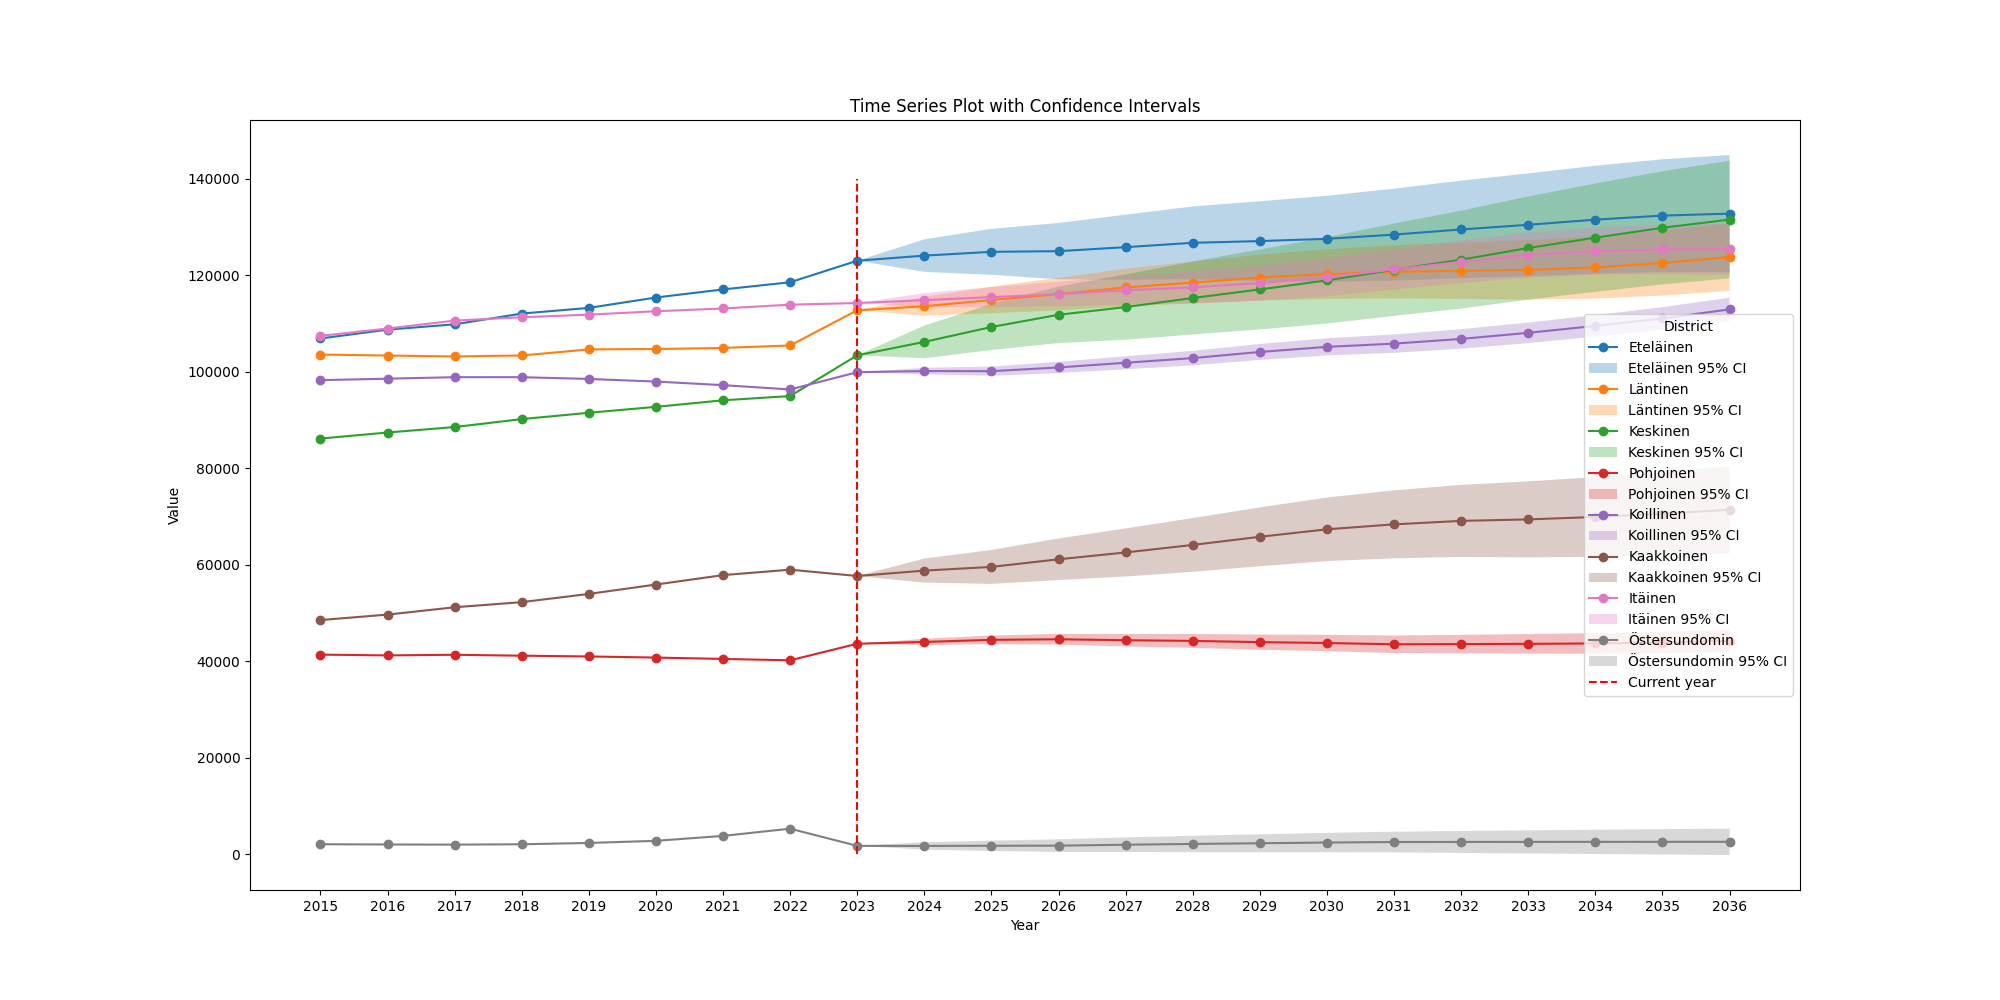 Time Series Plot with Confidence Intervals
Value
140000
120000
100000
80000
60000
40000
20000
0
District
Eteläinen
Eteläinen 95% CI
Läntinen
Läntinen 95% CI
Keskinen
Keskinen 95% CI
Pohjoinen
Pohjoinen 95% CI
Koillinen
Koillinen 95% CI
Kaakkoinen
Kaakkoinen 95% CI
Itäinen
Itäinen 95% CI
Östersundomin
Östersundomin 95% CI
Current year
2015 2016 2017 2018 2019 2020 2021 2022 2023 2024 2025 2026 2027 2028 2029 2030 2031 2032 2033 2034 2035 2036
Year